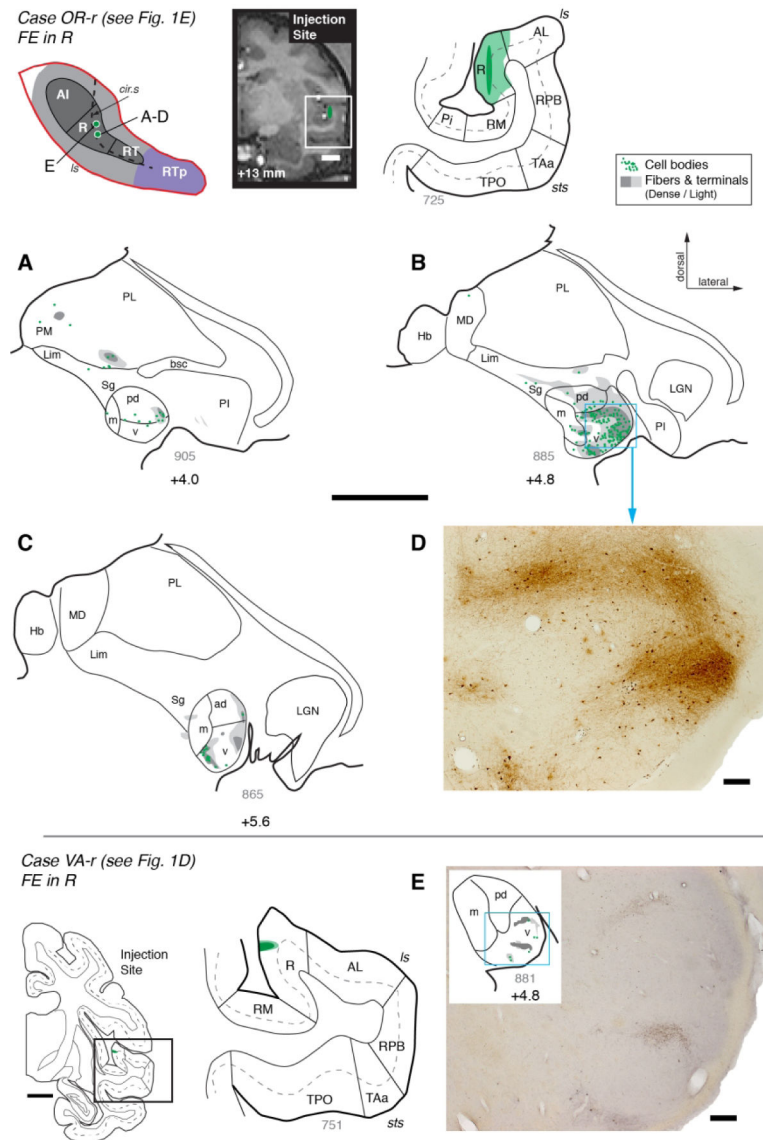 Case OR-r (see Fig. 1E)
FE in R
AI
cir.s
R
A-D
RT
E
ls
RTp
Injection
Site
+13 mm
ls
AL
R
RPB
Pi
RM
TAa
TPO
sts
725
Cell bodies
Fibers & terminals
(Dense / Light)
A
PL
PM
Lim
bsc
Sg
pd
PI
m
v
905
+4.0
B
dorsal
lateral
PL
MD
Hb
Lim
LGN
Sg
pd
m
PI
v
885
+4.8
C
PL
MD
Hb
Lim
Sg
ad
LGN
m
v
865
+5.6
D
Case VA-r (see Fig. 1D)
FE in R
Injection
Site
ls
R
AL
RM
RPB
TPO
TAa
751
sts
E
pd
m
v
881
+4.8